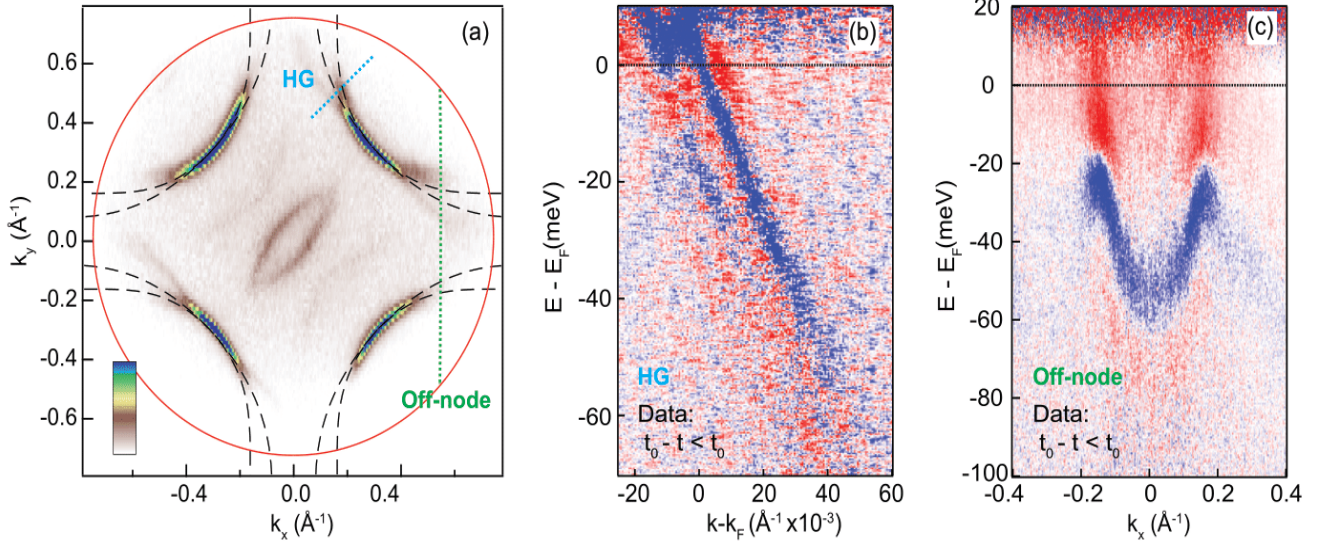 (a)
HG
Off-node
0.6
0.4
0.2
0.0
-0.2
-0.4
-0.6
k_y (Å⁻¹)
-0.4
0.0
0.4
k_x (Å⁻¹)
(b)
0
-20
-40
-60
E - E_F(meV)
HG
Data:
t_0 - t < t_0
-20
0
20
40
60
k-k_F (Å⁻¹ x10⁻³)
(c)
20
0
-20
-40
-60
-80
-100
E - E_F(meV)
Off-node
Data:
t_0 - t < t_0
-0.4
-0.2
0
0.2
0.4
k_x (Å⁻¹)